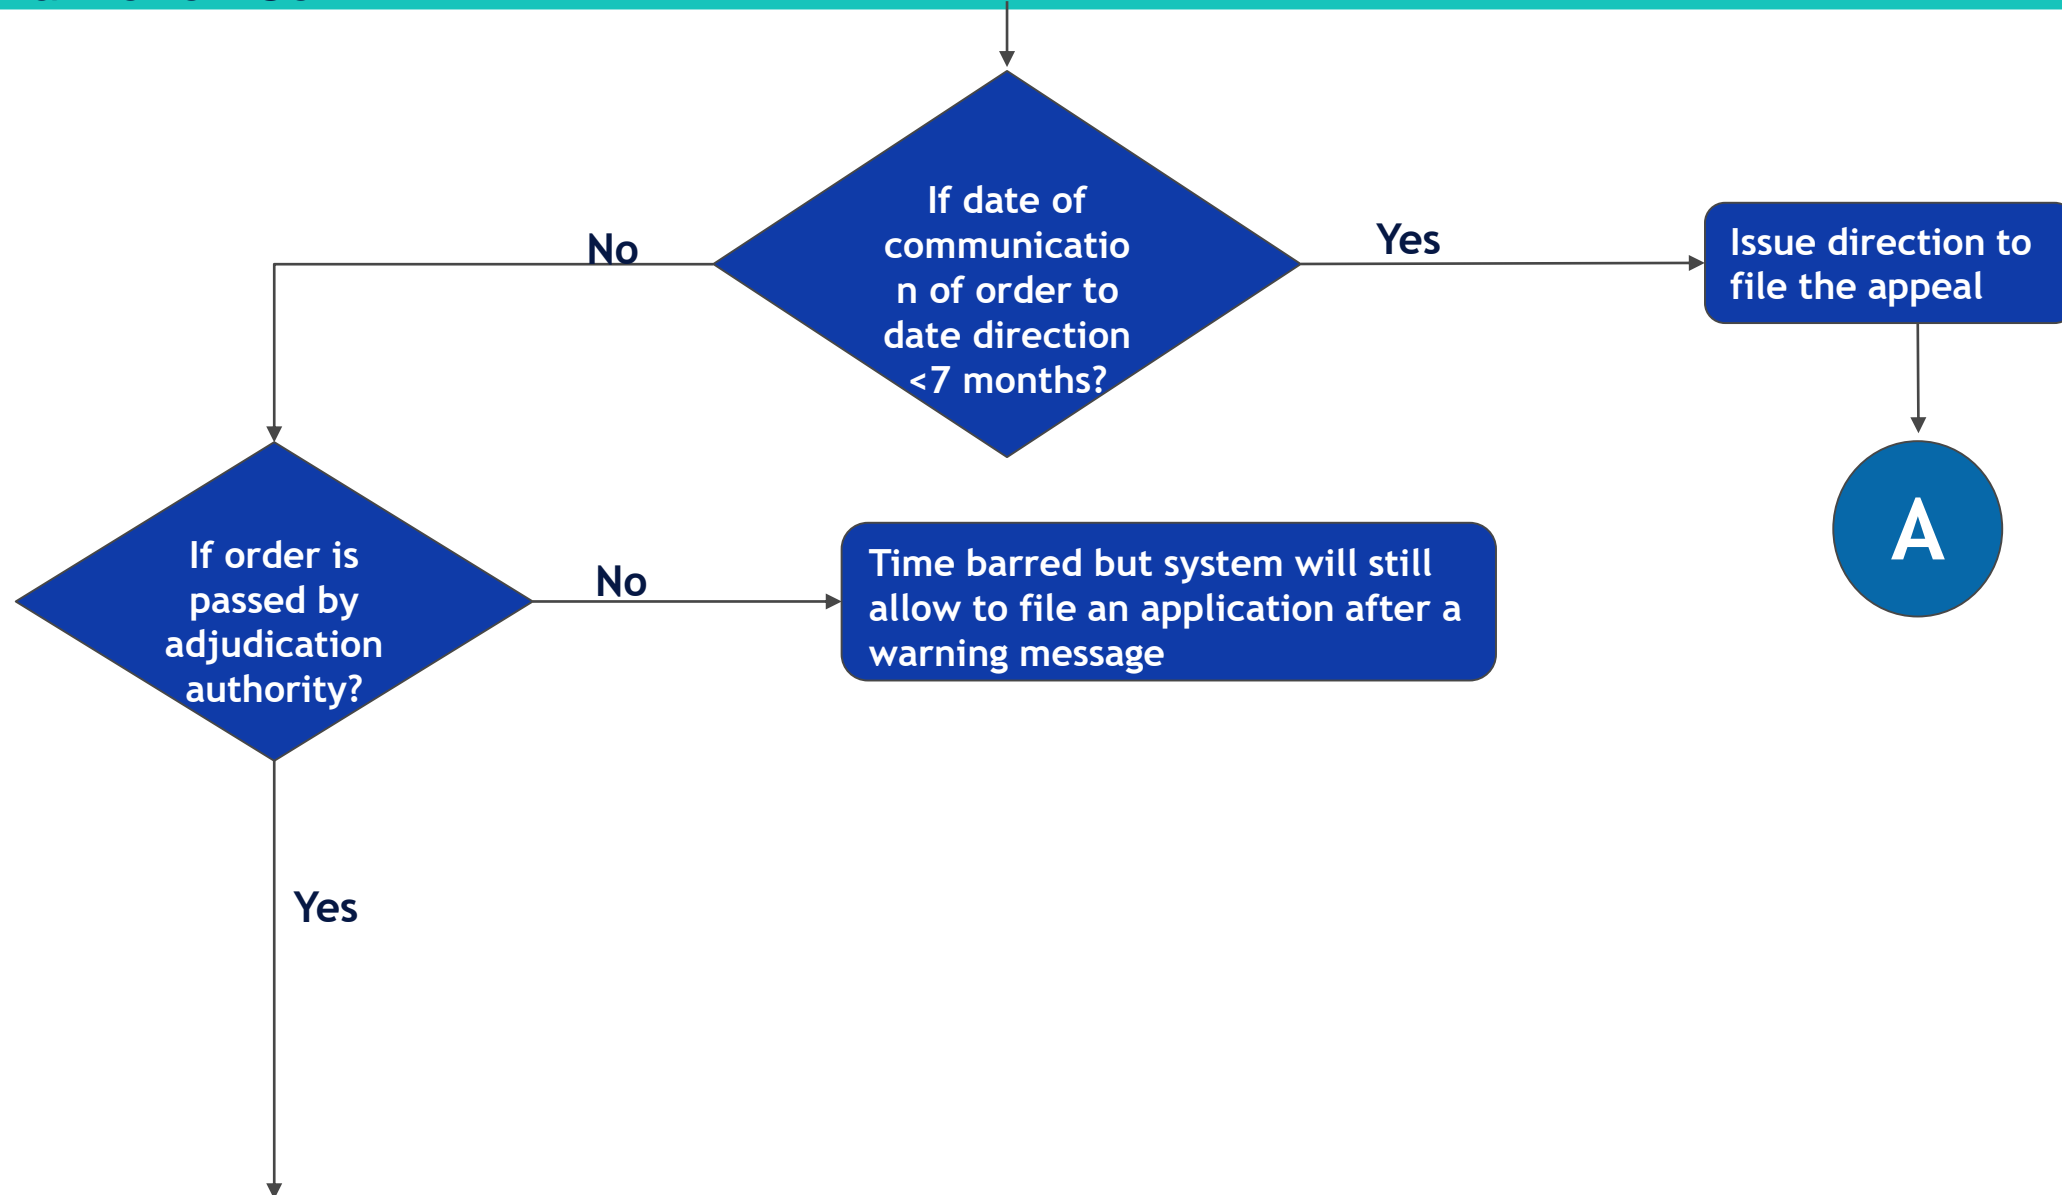 If date of
communicatio
n of order to
date direction
<7 months?
No
Yes
Issue direction to
file the appeal
A
If order is
passed by
adjudication
authority?
No
Time barred but system will still
allow to file an application after a
warning message
Yes